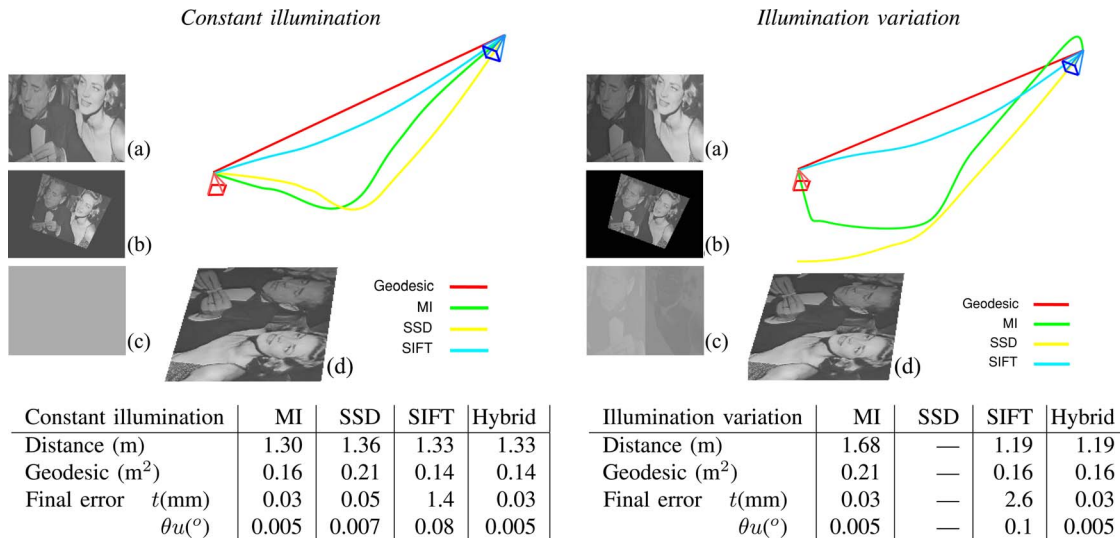 Constant illumination
(a)
(b)
(c)
(d)
Geodesic
MI
SSD
SIFT
Constant illumination MI SSD SIFT Hybrid
Distance (m) 1.30 1.36 1.33 1.33
Geodesic (m²) 0.16 0.21 0.14 0.14
Final error t(mm) 0.03 0.05 1.4 0.03
θu(°) 0.005 0.007 0.08 0.005
Illumination variation
(a)
(b)
(c)
(d)
Geodesic
MI
SSD
SIFT
Illumination variation MI SSD SIFT Hybrid
Distance (m) 1.68 — 1.19 1.19
Geodesic (m²) 0.21 — 0.16 0.16
Final error t(mm) 0.03 — 2.6 0.03
θu(°) 0.005 — 0.1 0.005